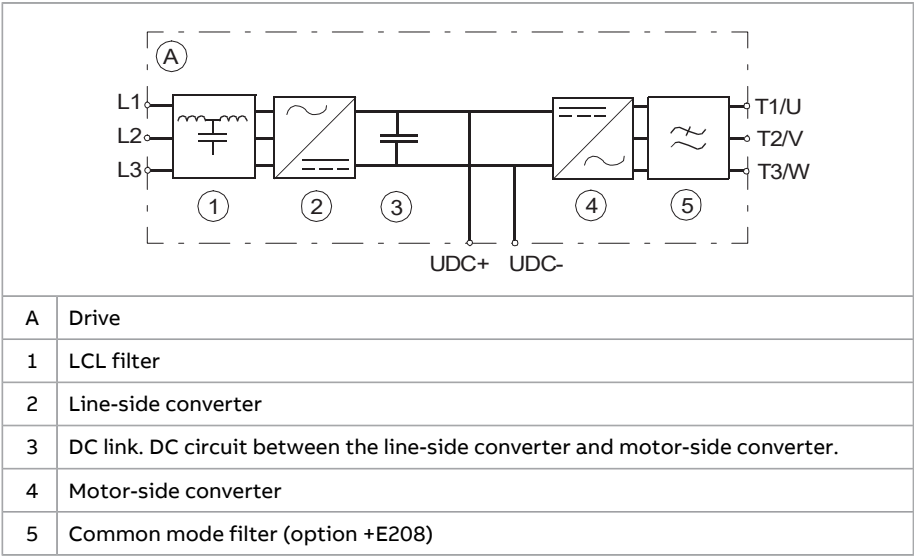 A
L1
T1/U
L2
T2/V
L3
T3/W
1
2
3
4
5
UDC+ UDC-
A Drive
1 LCL filter
2 Line-side converter
3 DC link. DC circuit between the line-side converter and motor-side converter.
4 Motor-side converter
5 Common mode filter (option +E208)